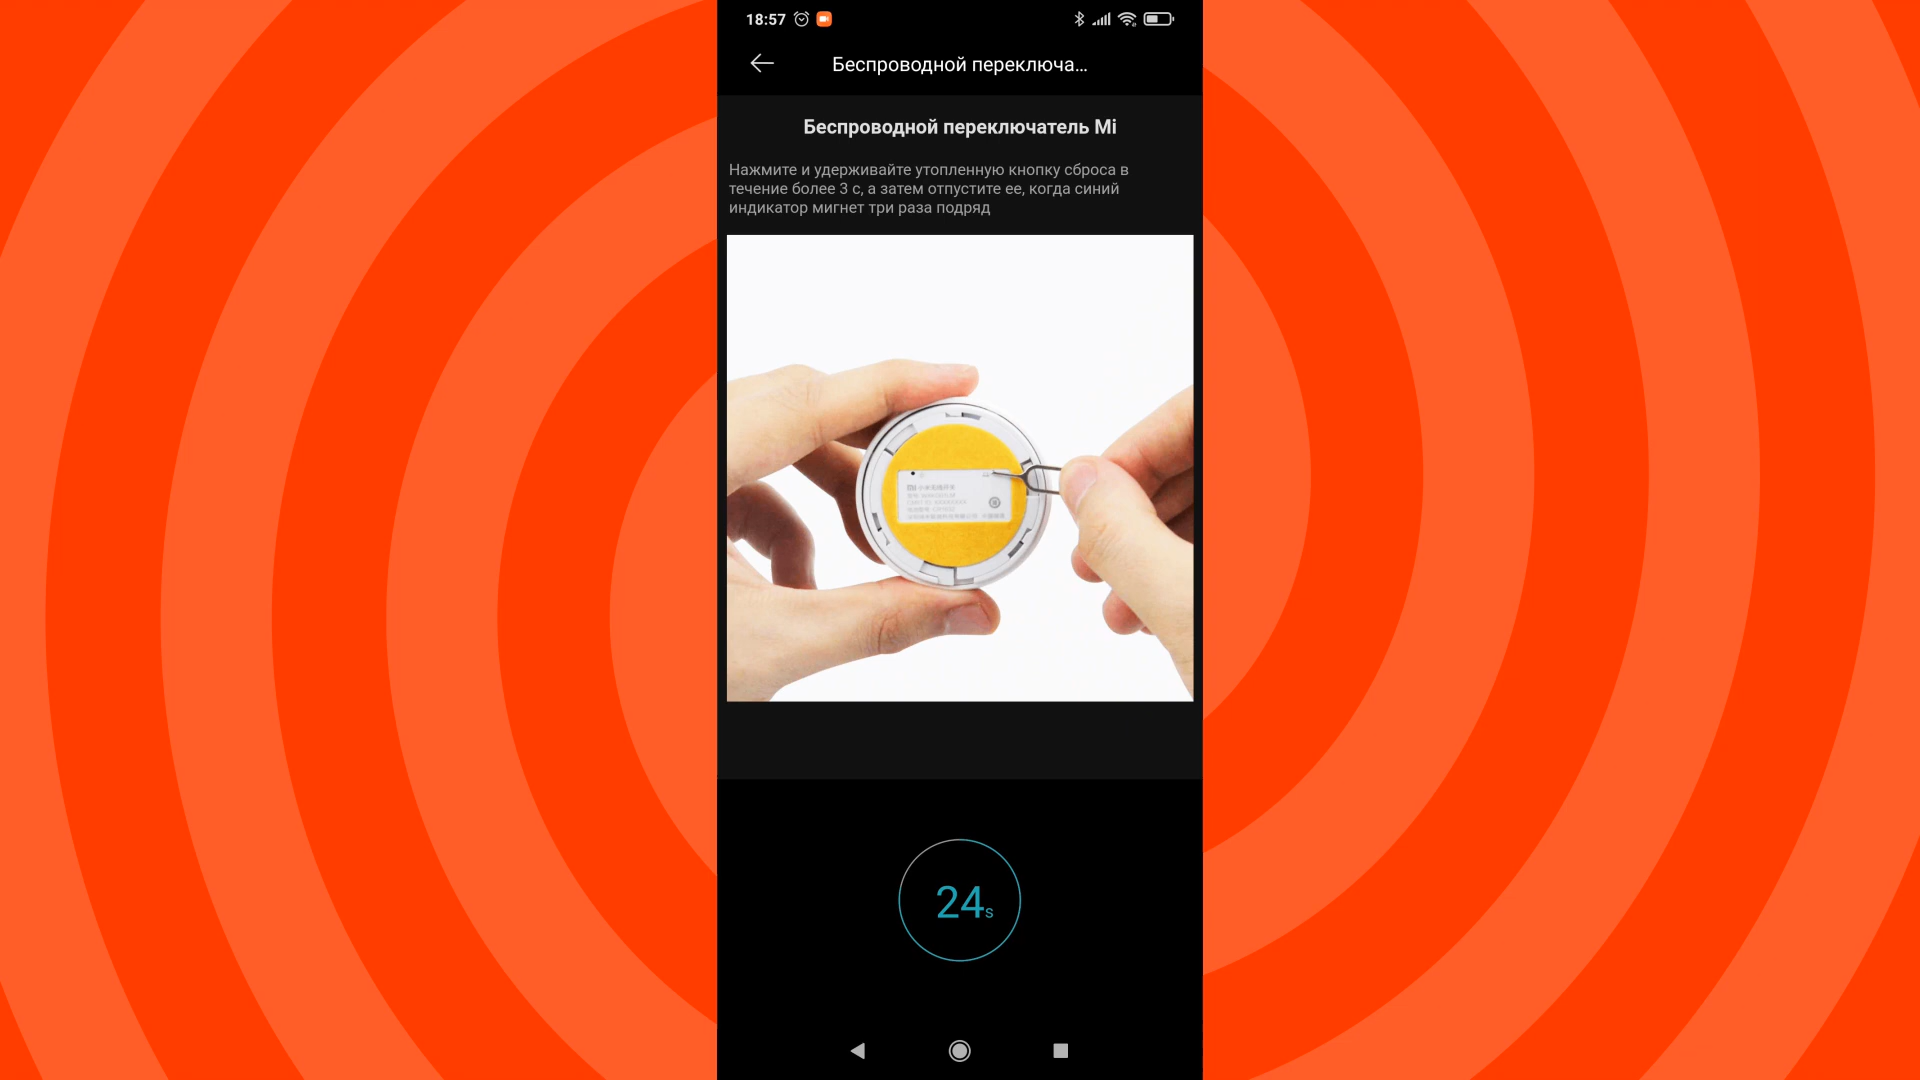 18:57
Беспроводной переключа...
Беспроводной переключатель Mi
Нажмите и удерживайте утопленную кнопку сброса в
течение более 3 с, а затем отпустите ее, когда синий
индикатор мигнет три раза подряд
24s